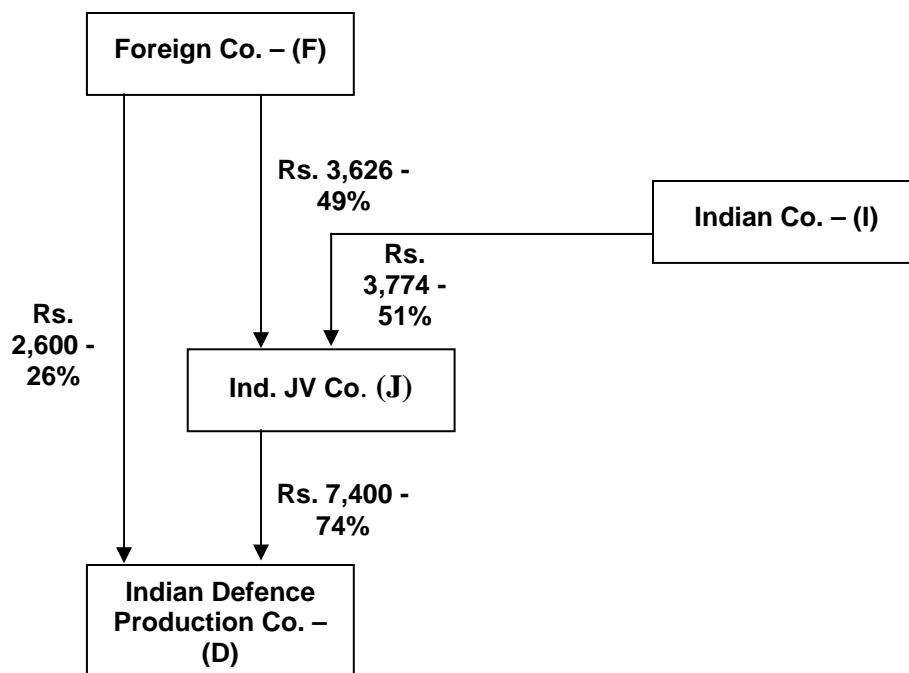 Foreign Co. – (F)
Rs. 3,626 -
49%
Indian Co. – (I)
Rs.
3,774 -
51%
Rs.
2,600 -
26%
Ind. JV Co. (J)
Rs. 7,400 -
74%
Indian Defence
Production Co. –
(D)